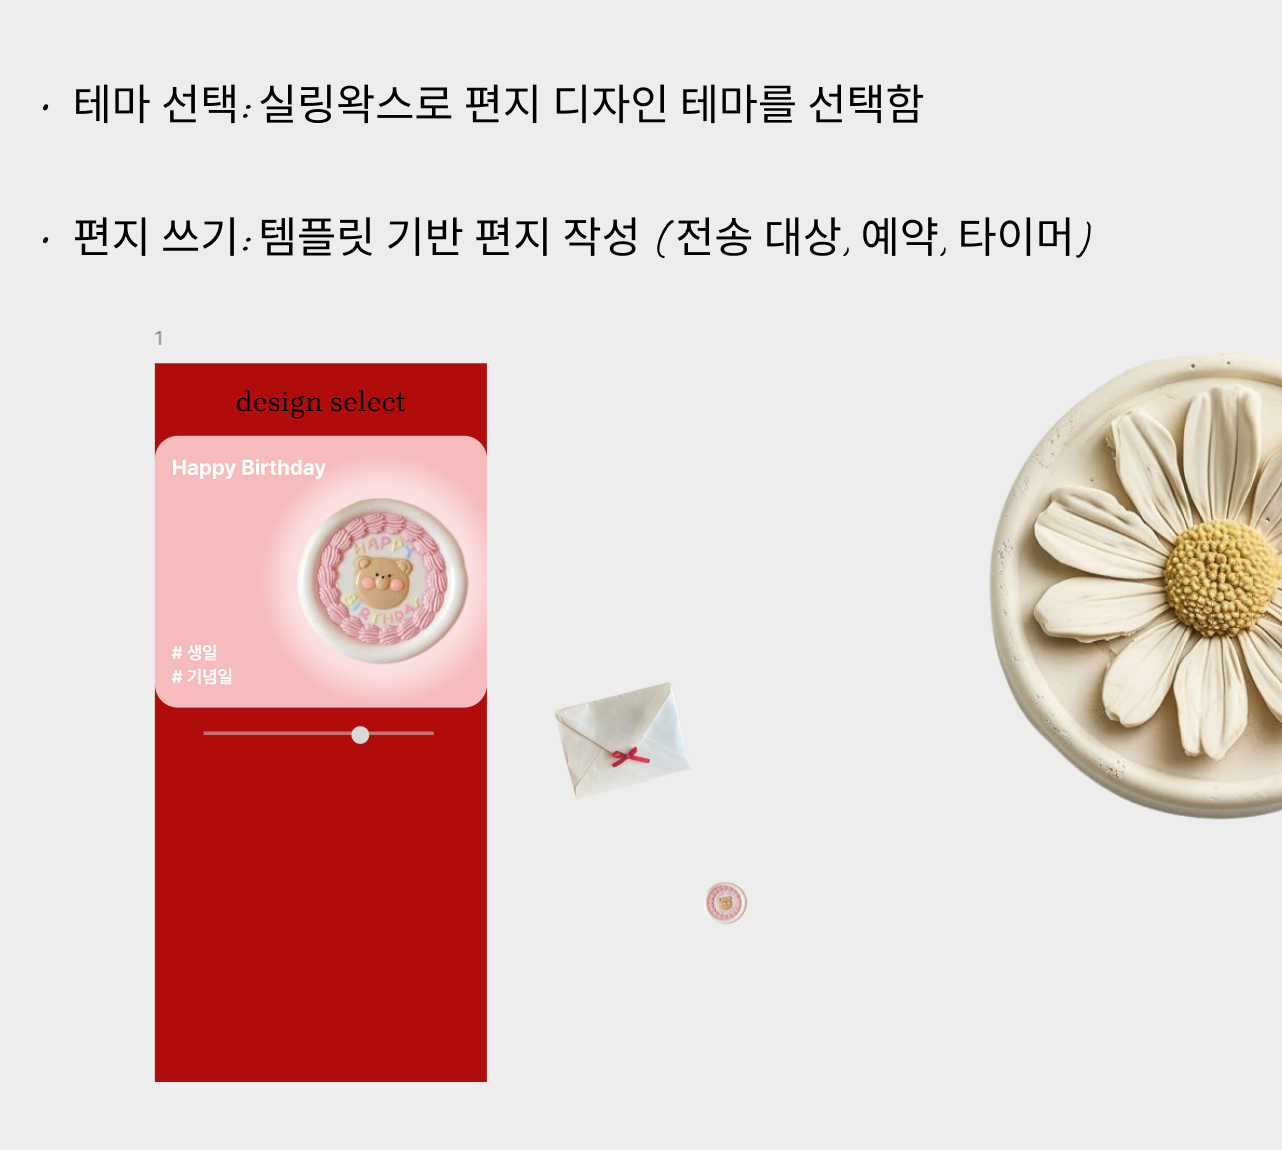 · 테마 선택: 실링왁스로 편지 디자인 테마를 선택함
· 편지 쓰기: 템플릿 기반 편지 작성 (전송 대상, 예약, 타이머)
1
design select
Happy Birthday
HAPPY
BIRTHDAY
# 생일
# 기념일